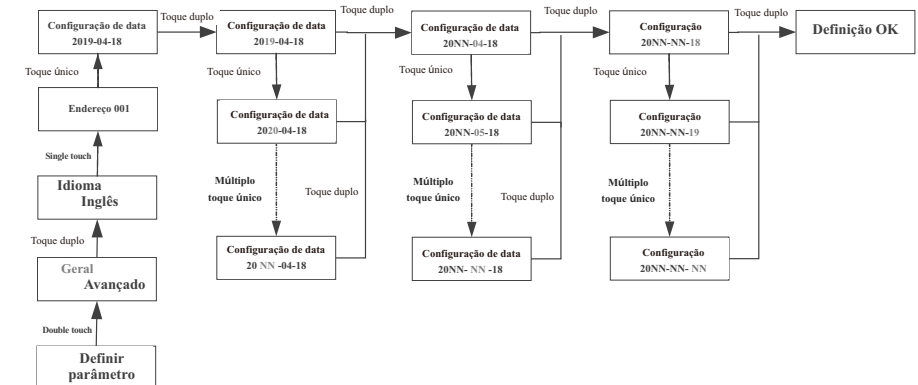 Configuração de data
2019-04-18
Toque duplo
Configuração de data
2019-04-18
Toque duplo
Configuração de data
20NN-04-18
Toque duplo
Configuração
20NN-NN-18
Toque duplo
Definição OK
Toque único
Toque único
Toque único
Toque único
Endereço 001
Configuração de data
2020-04-18
Configuração de data
20NN-05-18
Configuração
20NN-NN-19
Single touch
Idioma
Inglês
Múltiplo
toque único
Toque duplo
Múltiplo
toque único
Toque duplo
Múltiplo
toque único
Toque duplo
Geral
Avançado
Configuração de data
20 NN -04-18
Configuração de data
20NN- NN -18
Configuração
20NN-NN- NN
Double touch
Definir
parâmetro